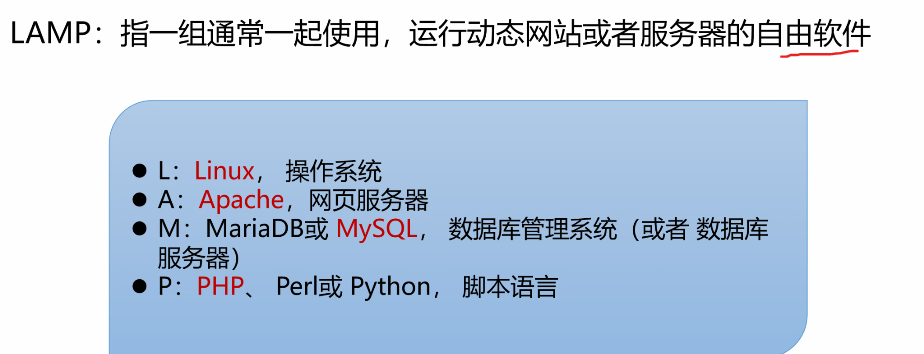 LAMP：指一组通常一起使用，运行动态网站或者服务器的自由软件
● L：Linux， 操作系统
● A：Apache，网页服务器
● M：MariaDB或 MySQL， 数据库管理系统（或者 数据库
服务器）
● P：PHP、 Perl或 Python， 脚本语言